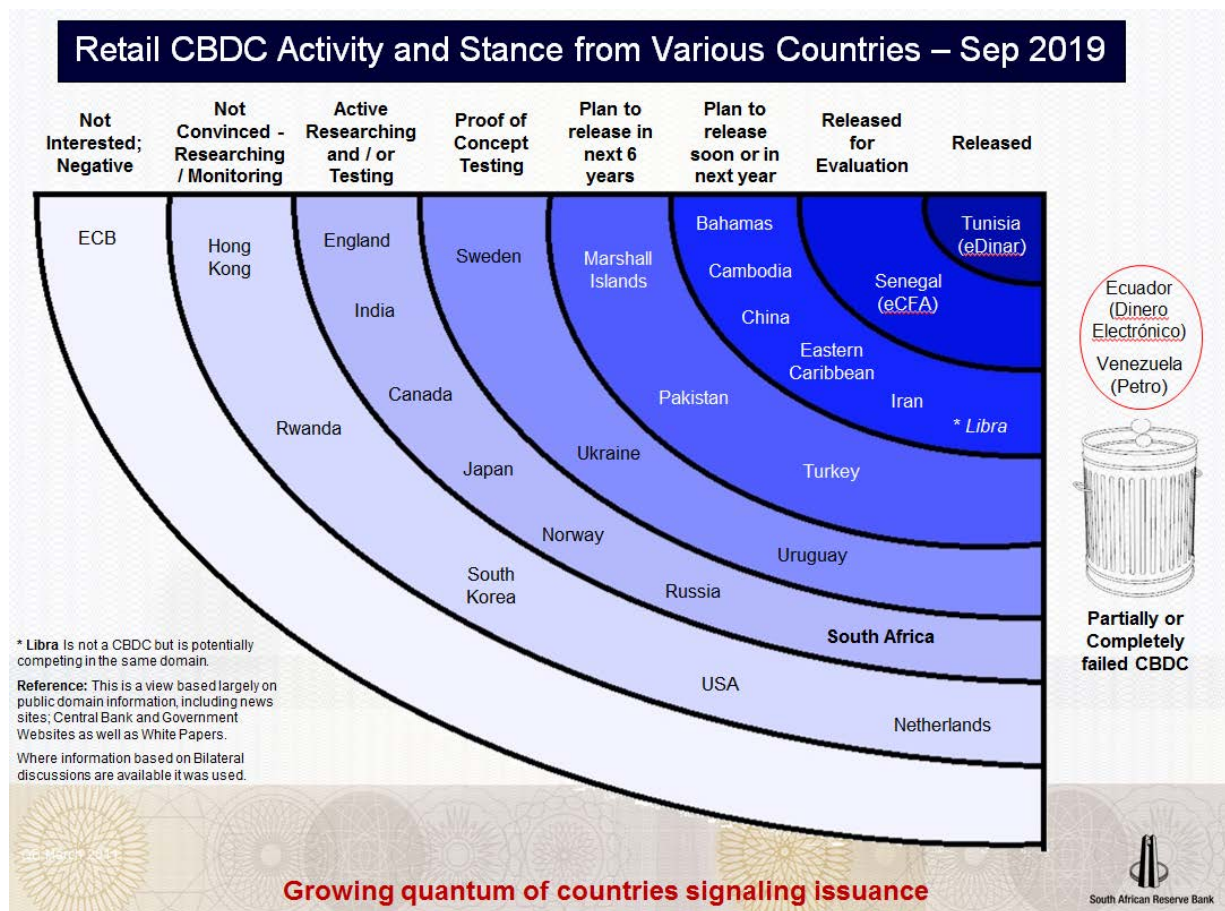 Retail CBDC Activity and Stance from Various Countries – Sep 2019
Not
Interested;
Negative
Not
Convinced -
Researching
/ Monitoring
Active
Researching
and / or
Testing
Proof of
Concept
Testing
Plan to
release in
next 6
years
Plan to
release
soon or in
next year
Released
for
Evaluation
Released
ECB
Hong
Kong
Rwanda
South
Korea
USA
Netherlands
England
India
Canada
Japan
Norway
Russia
South Africa
Sweden
Ukraine
Uruguay
Marshall
Islands
Pakistan
Turkey
Bahamas
Cambodia
China
Eastern
Caribbean
Iran
* Libra
Senegal
(eCFA)
Tunisia
(eDinar)
Ecuador
(Dinero
Electrónico)
Venezuela
(Petro)
Partially or
Completely
failed CBDC
* Libra Is not a CBDC but is potentially
competing in the same domain.
Reference: This is a view based largely on
public domain information, including news
sites; Central Bank and Government
Websites as well as White Papers.
Where information based on Bilateral
discussions are available it was used.
Growing quantum of countries signaling issuance
South African Reserve Bank